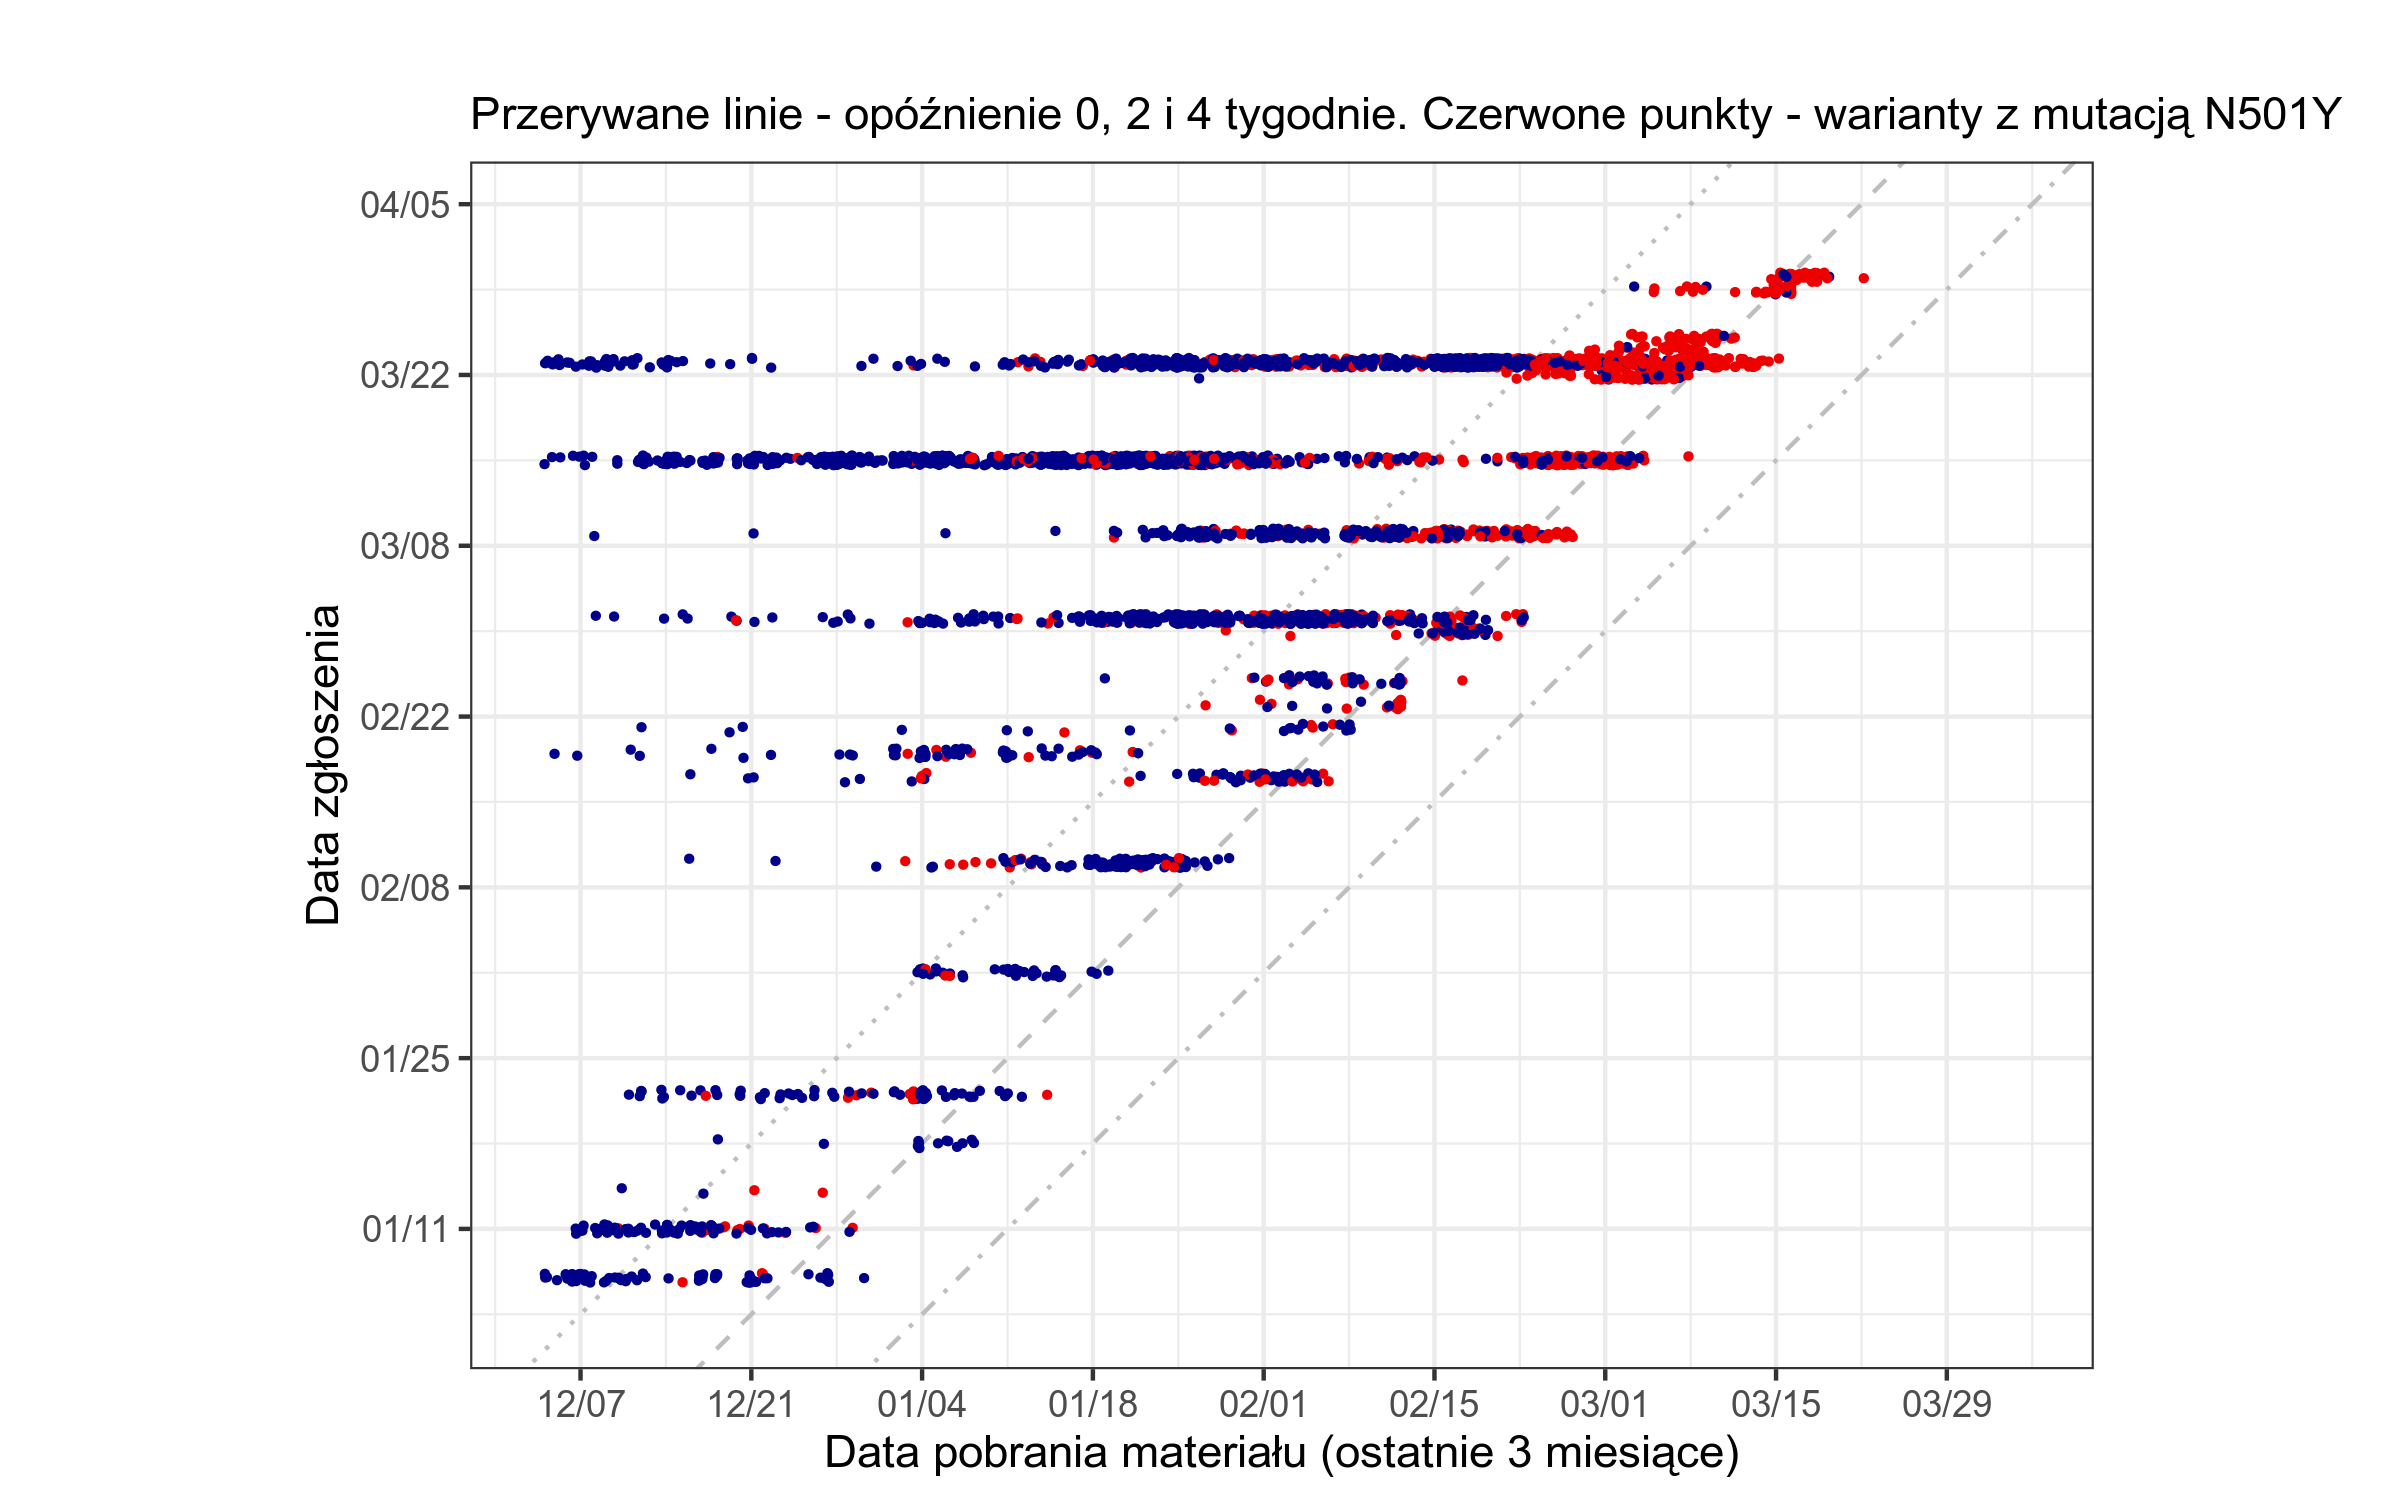 Przerywane linie - opóźnienie 0, 2 i 4 tygodnie. Czerwone punkty - warianty z mutacją N501Y
Data zgłoszenia
04/05
03/22
03/08
02/22
02/08
01/25
01/11
12/07 12/21 01/04 01/18 02/01 02/15 03/01 03/15 03/29
Data pobrania materiału (ostatnie 3 miesiące)